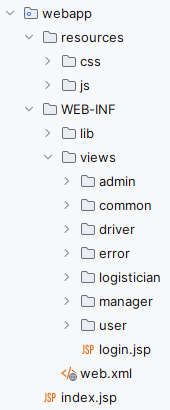 webapp
resources
css
js
WEB-INF
lib
views
admin
common
driver
error
logistician
manager
user
JSP login.jsp
web.xml
JSP index.jsp